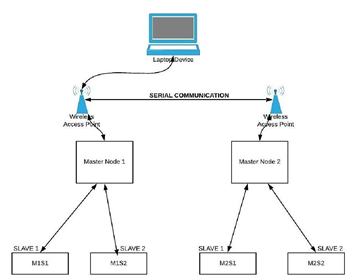 Laptop Device
SERIAL COMMUNICATION
Wireless
Access Point
Wireless
Access Point
Master Node 1
Master Node 2
SLAVE 1
SLAVE 2
SLAVE 1
SLAVE 2
M1S1
M1S2
M2S1
M2S2